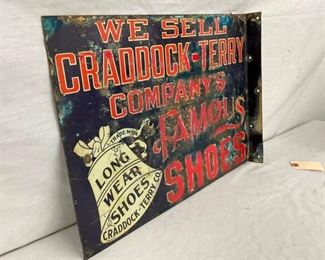 WE SELL
CRADDOCK-TERRY
COMPANY'S
FAMOUS
SHOES
TRADE MARK
LONG
WEAR
SHOES
CRADDOCK-TERRY CO.